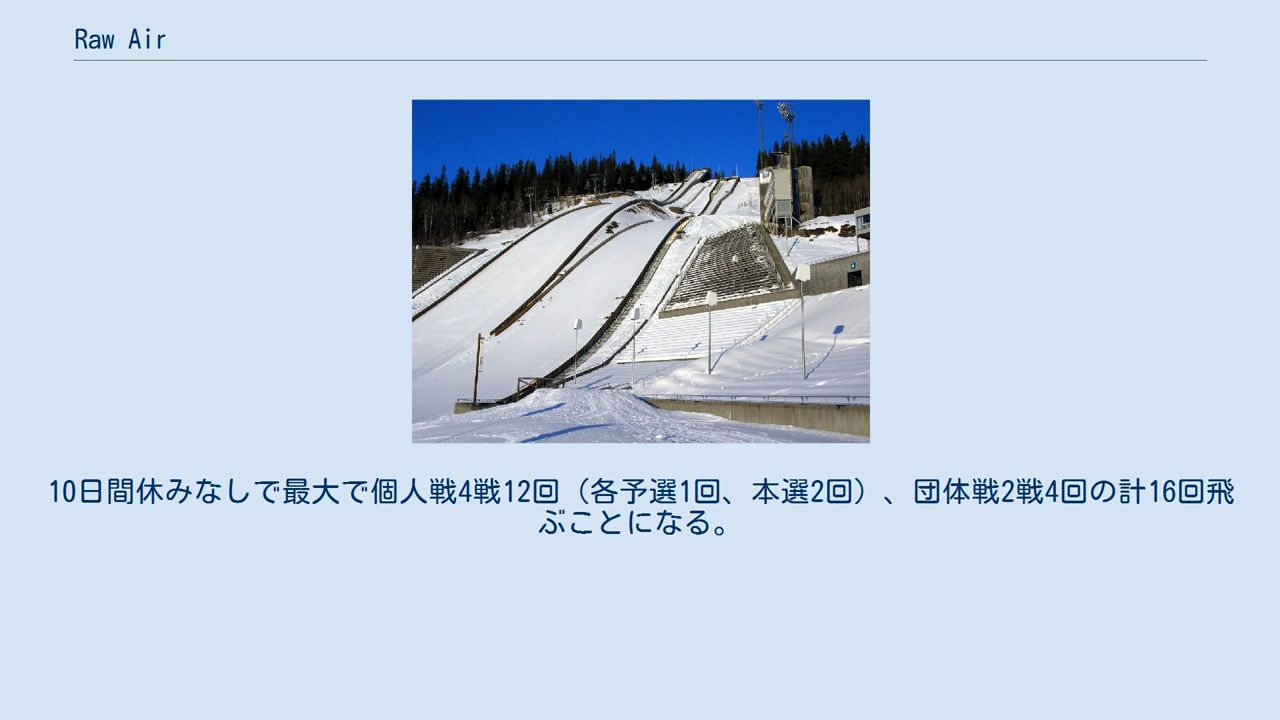 Raw Air
10日間休みなしで最大で個人戦4戦12回（各予選1回、本選2回）、団体戦2戦4回の計16回飛
ぶことになる。